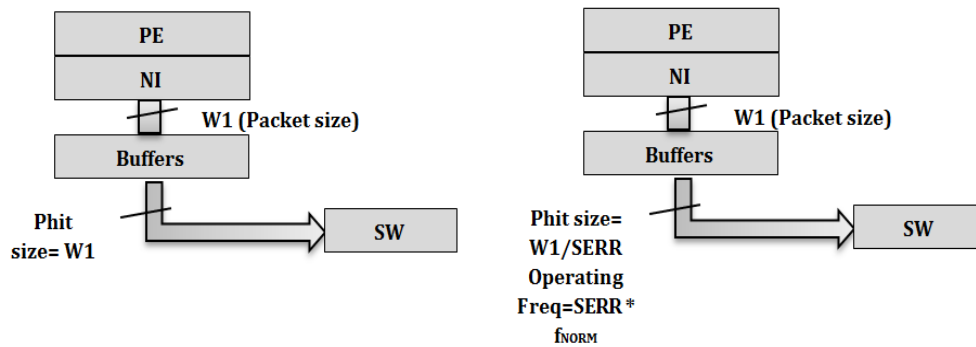 PE
NI
W1 (Packet size)
Buffers
Phit
size= W1
SW
PE
NI
W1 (Packet size)
Buffers
Phit size=
W1/SERR
Operating
Freq=SERR *
fNORM
SW